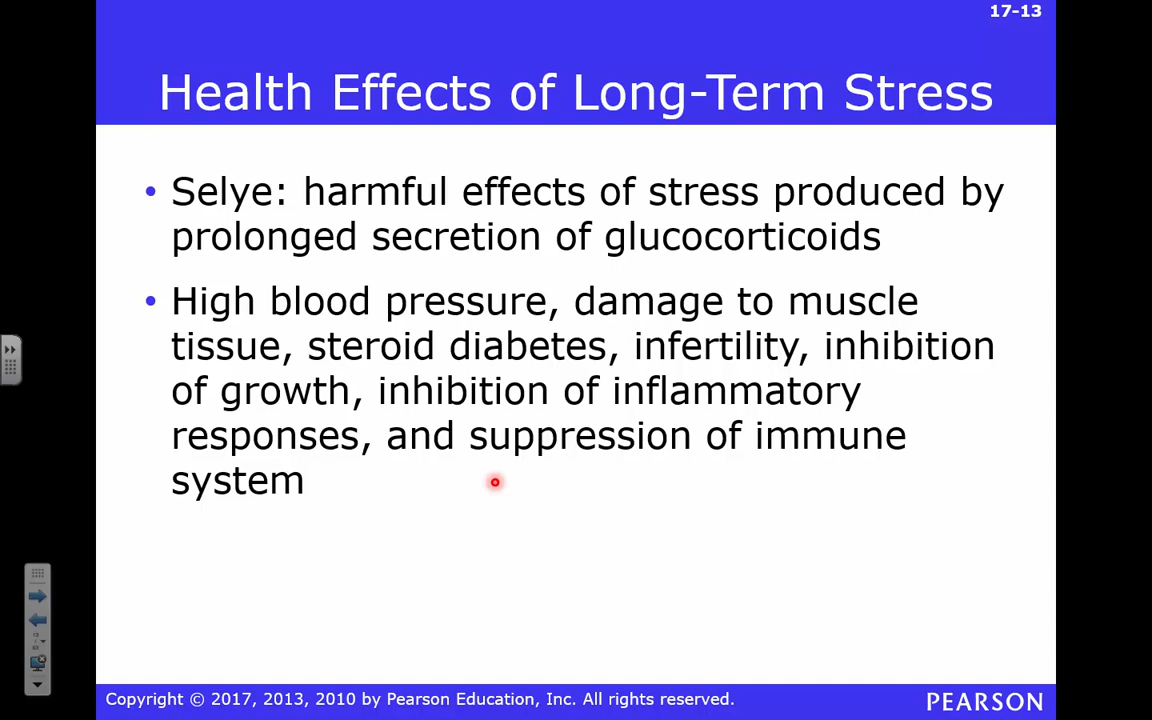 17-13
Health Effects of Long-Term Stress
• Selye: harmful effects of stress produced by
prolonged secretion of glucocorticoids
• High blood pressure, damage to muscle
tissue, steroid diabetes, infertility, inhibition
of growth, inhibition of inflammatory
responses, and suppression of immune
system
Copyright © 2017, 2013, 2010 by Pearson Education, Inc. All rights reserved.
PEARSON